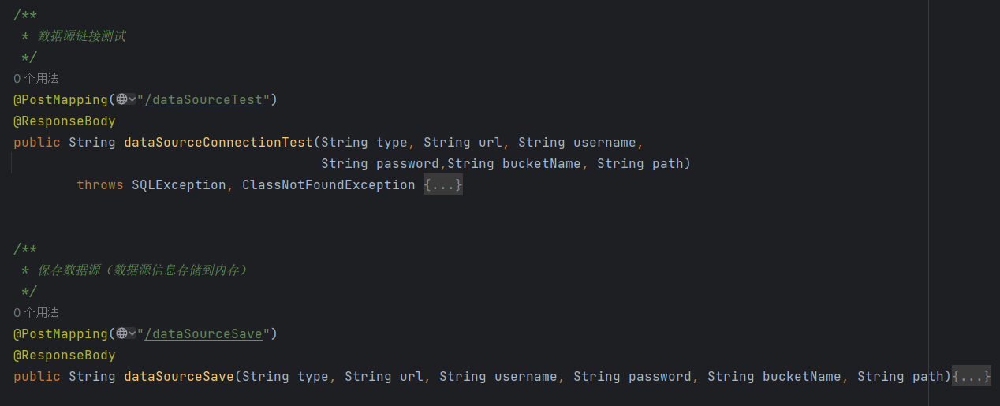 /**
* 数据源链接测试
*/
0 个用法
@PostMapping("/dataSourceTest")
@ResponseBody
public String dataSourceConnectionTest(String type, String url, String username,
String password,String bucketName, String path)
throws SQLException, ClassNotFoundException {...}
/**
* 保存数据源（数据源信息存储到内存）
*/
0 个用法
@PostMapping("/dataSourceSave")
@ResponseBody
public String dataSourceSave(String type, String url, String username, String password, String bucketName, String path){...}